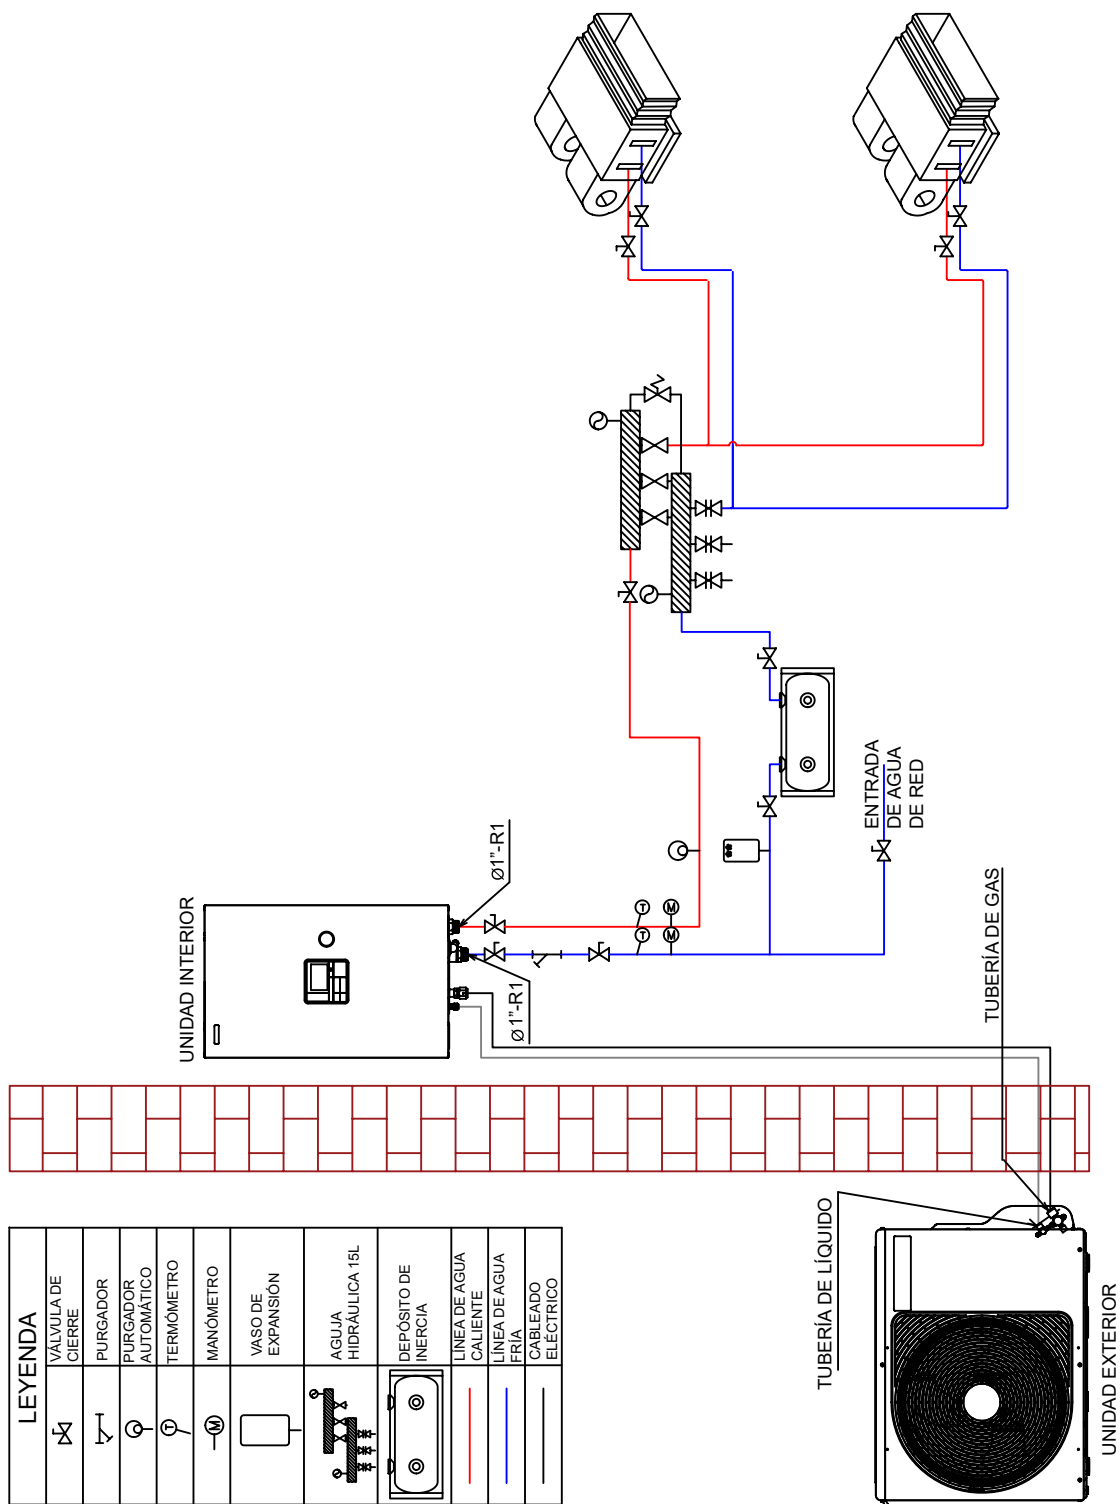 LEYENDA
VÁLVULA DE
CIERRE
PURGADOR
PURGADOR
AUTOMÁTICO
T
TERMÓMETRO
M
MANÓMETRO
VASO DE
EXPANSIÓN
AGUJA
HIDRÁULICA 15L
DEPÓSITO DE
INERCIA
LÍNEA DE AGUA
CALIENTE
LÍNEA DE AGUA
FRÍA
CABLEADO
ELÉCTRICO
UNIDAD INTERIOR
Ø1"-R1
Ø1"-R1
T
T
M
M
ENTRADA
DE AGUA
DE RED
TUBERÍA DE GAS
TUBERÍA DE LÍQUIDO
UNIDAD EXTERIOR